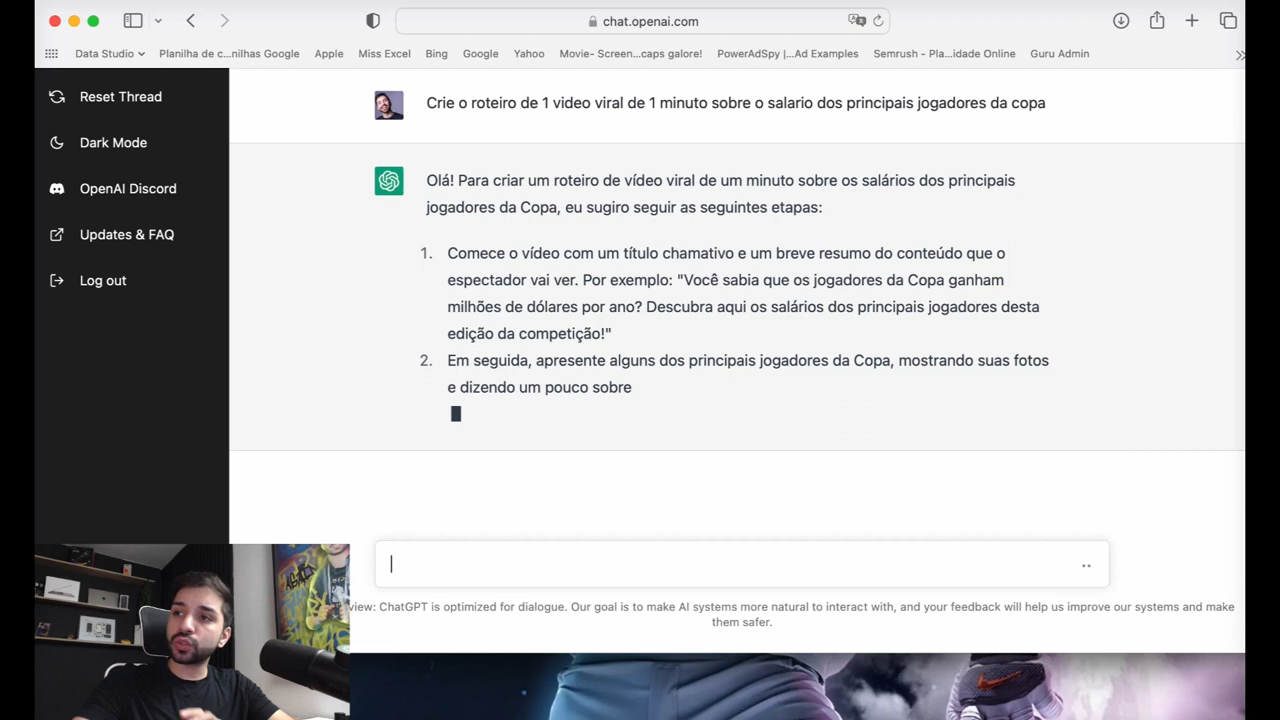 chat.openai.com
Data Studio
Planilha de c...nilhas Google
Apple
Miss Excel
Bing
Google
Yahoo
Movie- Screen...caps galore!
PowerAdSpy |...Ad Examples
Semrush - Pla...idade Online
Guru Admin
Reset Thread
Dark Mode
OpenAI Discord
Updates & FAQ
Log out
Crie o roteiro de 1 video viral de 1 minuto sobre o salario dos principais jogadores da copa
Olá! Para criar um roteiro de vídeo viral de um minuto sobre os salários dos principais
jogadores da Copa, eu sugiro seguir as seguintes etapas:
1. Comece o vídeo com um título chamativo e um breve resumo do conteúdo que o
espectador vai ver. Por exemplo: "Você sabia que os jogadores da Copa ganham
milhões de dólares por ano? Descubra aqui os salários dos principais jogadores desta
edição da competição!"
2. Em seguida, apresente alguns dos principais jogadores da Copa, mostrando suas fotos
e dizendo um pouco sobre
view: ChatGPT is optimized for dialogue. Our goal is to make AI systems more natural to interact with, and your feedback will help us improve our systems and make
them safer.